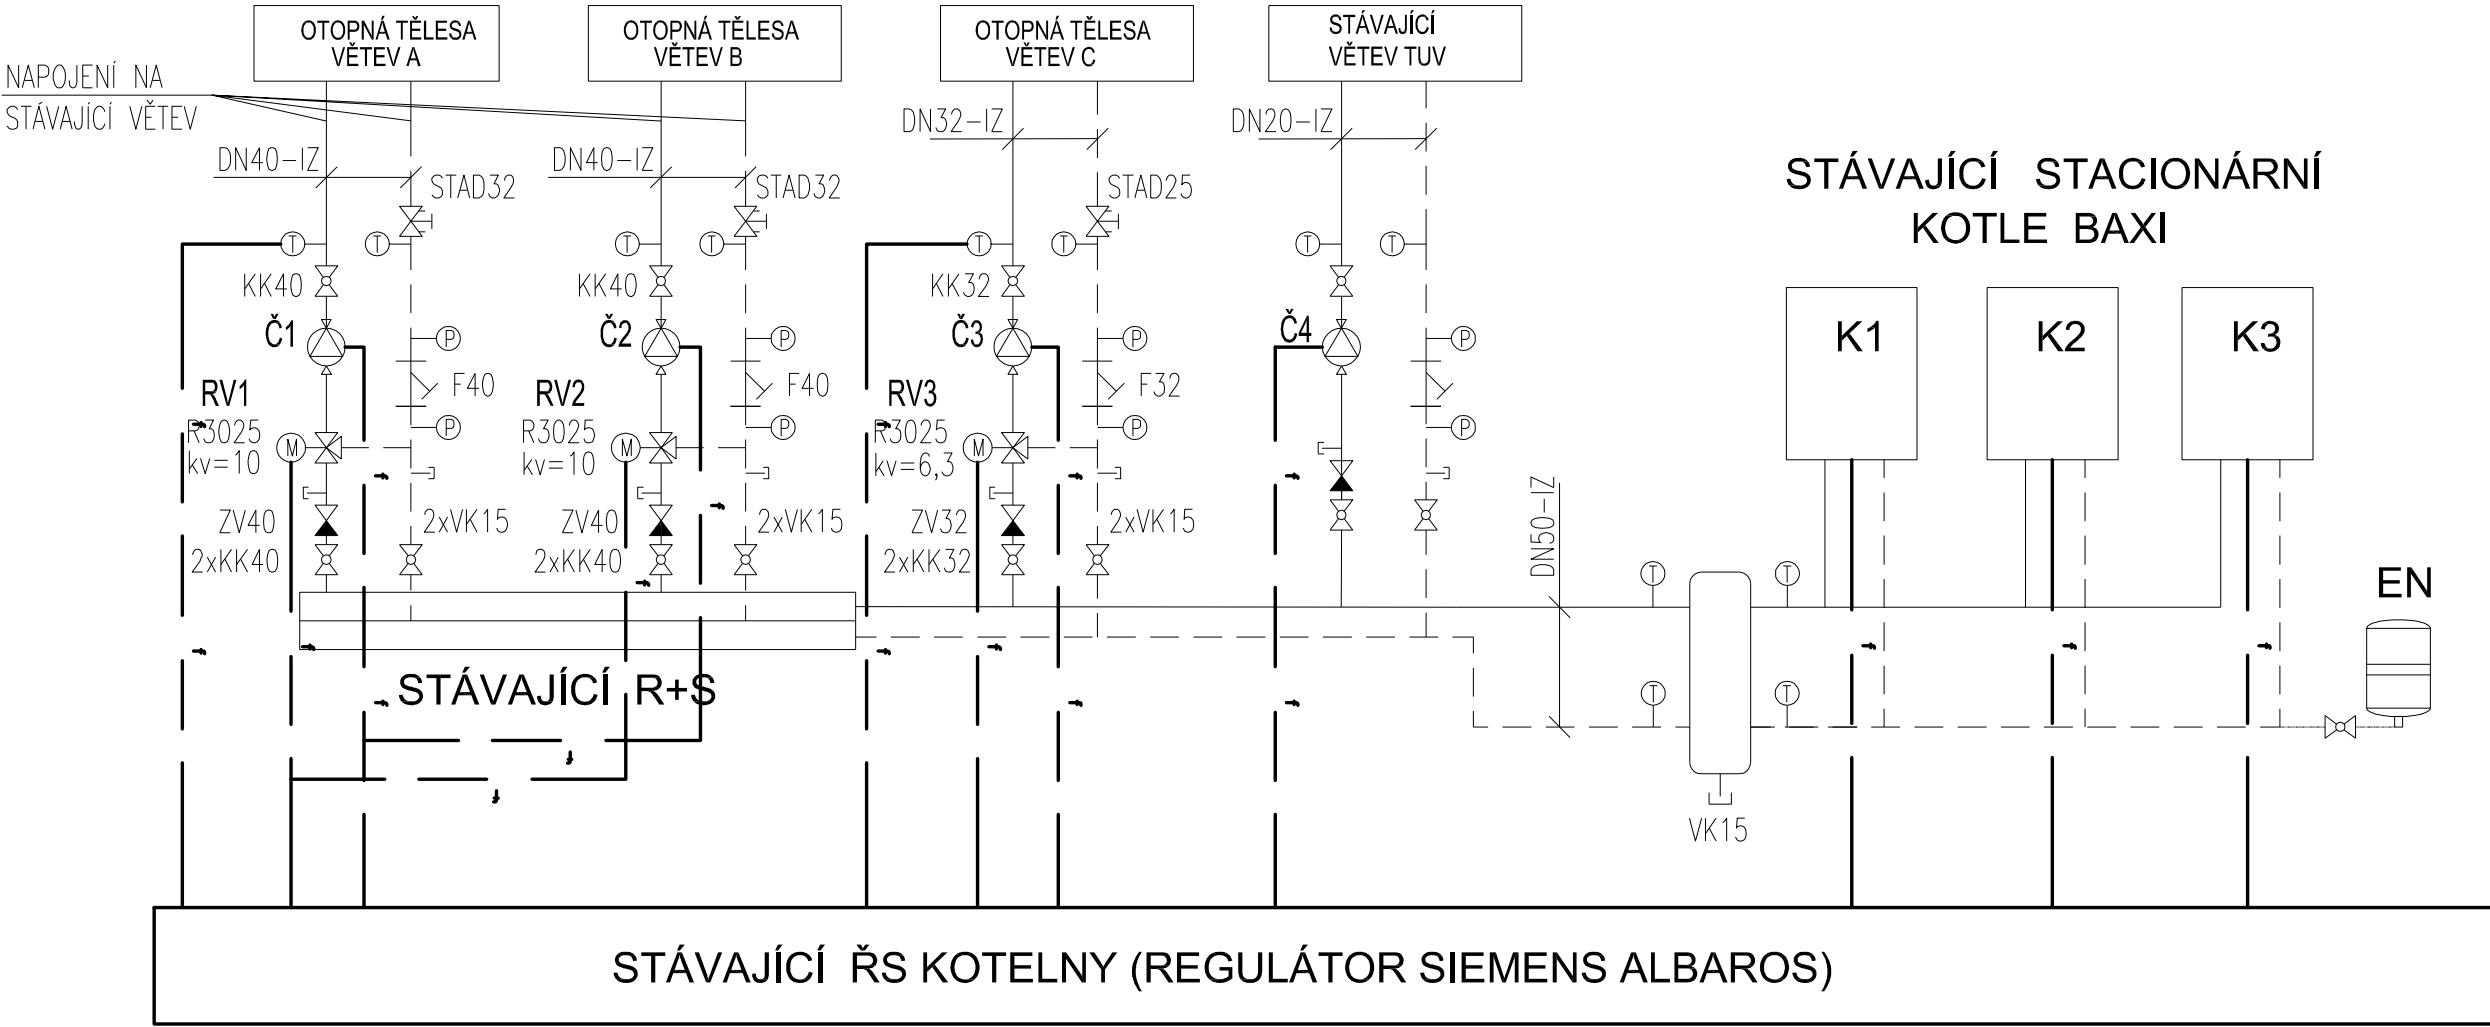 OTOPNÁ TĚLESA
VĚTEV A
OTOPNÁ TĚLESA
VĚTEV B
OTOPNÁ TĚLESA
VĚTEV C
STÁVAJÍCÍ
VĚTEV TUV
NAPOJENÍ NA
STÁVAJÍCÍ VĚTEV
DN40-IZ
DN40-IZ
DN32-IZ
DN20-IZ
STAD32
STAD32
STAD25
STÁVAJÍCÍ STACIONÁRNÍ
KOTLE BAXI
T
T
T
T
T
T
T
T
KK40
KK40
KK32
Č1
Č2
Č3
Č4
P
P
P
P
K1
K2
K3
F40
F40
F32
RV1
RV2
RV3
R3025
kv=10
R3025
kv=10
R3025
kv=6,3
M
M
M
P
P
P
P
ZV40
2xKK40
2xVK15
ZV40
2xKK40
2xVK15
ZV32
2xKK32
2xVK15
DN50-IZ
T
T
EN
STÁVAJÍCÍ R+S
T
T
VK15
STÁVAJÍCÍ ŘS KOTELNY (REGULÁTOR SIEMENS ALBAROS)